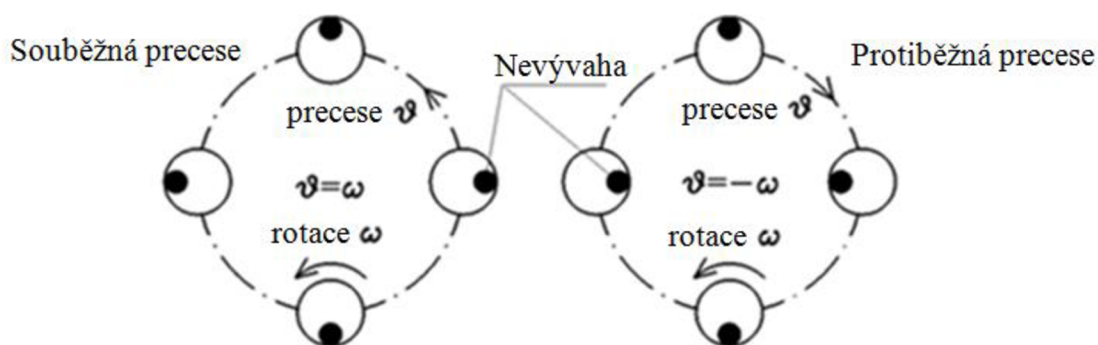 Souběžná precese
Nevývaha
Protiběžná precese
precese ϑ
ϑ=ω
rotace ω
precese ϑ
ϑ=−ω
rotace ω